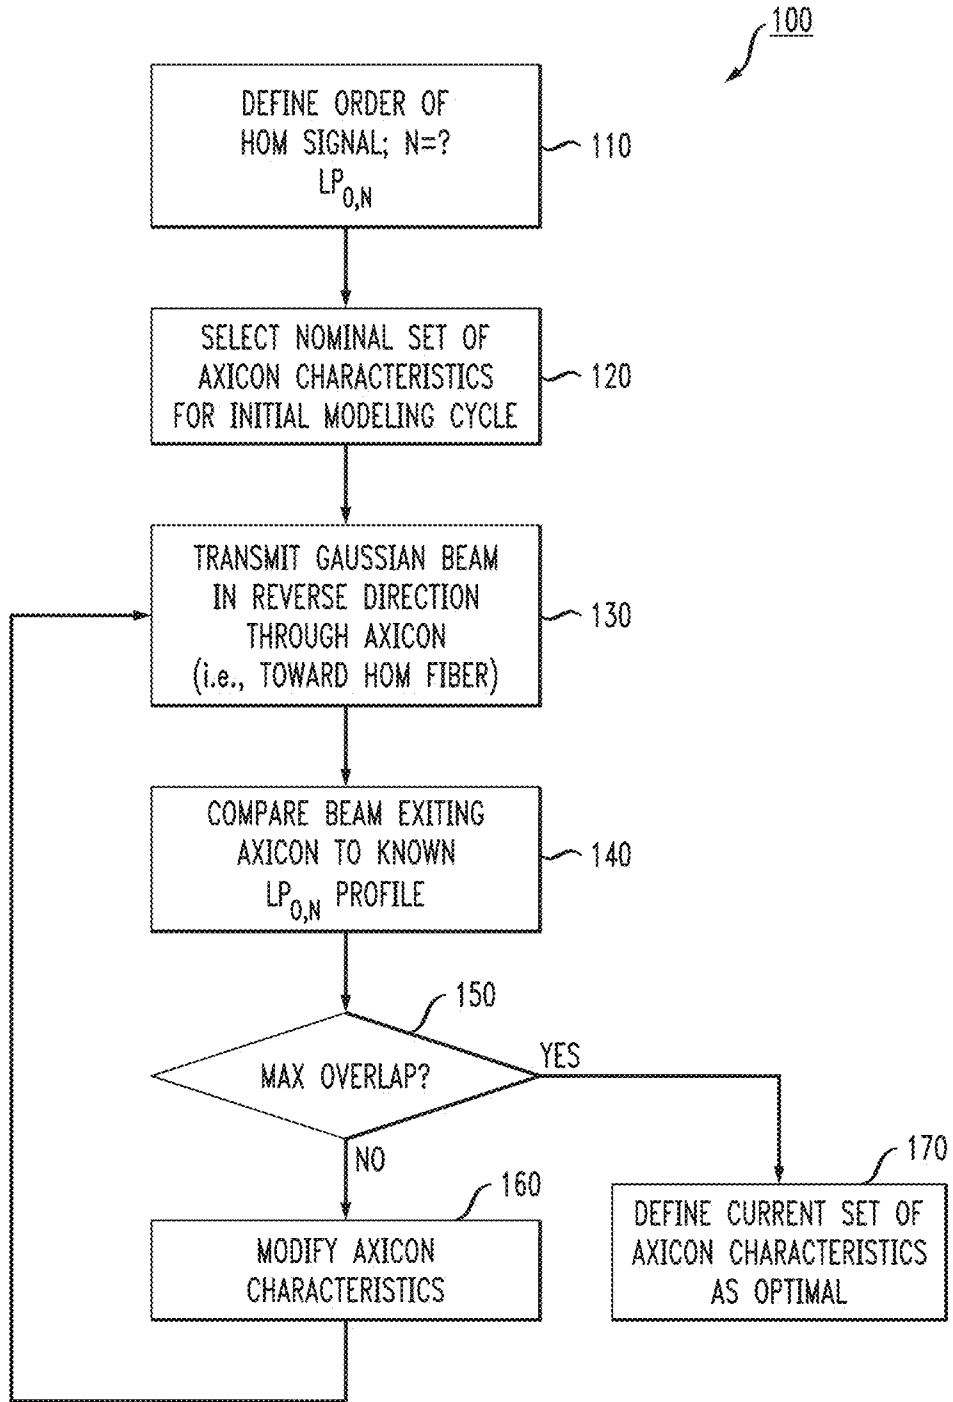 100
DEFINE ORDER OF
HOM SIGNAL; N=?
LP0,N
110
SELECT NOMINAL SET OF
AXICON CHARACTERISTICS
FOR INITIAL MODELING CYCLE
120
TRANSMIT GAUSSIAN BEAM
IN REVERSE DIRECTION
THROUGH AXICON
(i.e., TOWARD HOM FIBER)
130
COMPARE BEAM EXITING
AXICON TO KNOWN
LP0,N PROFILE
140
150
MAX OVERLAP?
YES
NO
160
MODIFY AXICON
CHARACTERISTICS
170
DEFINE CURRENT SET OF
AXICON CHARACTERISTICS
AS OPTIMAL